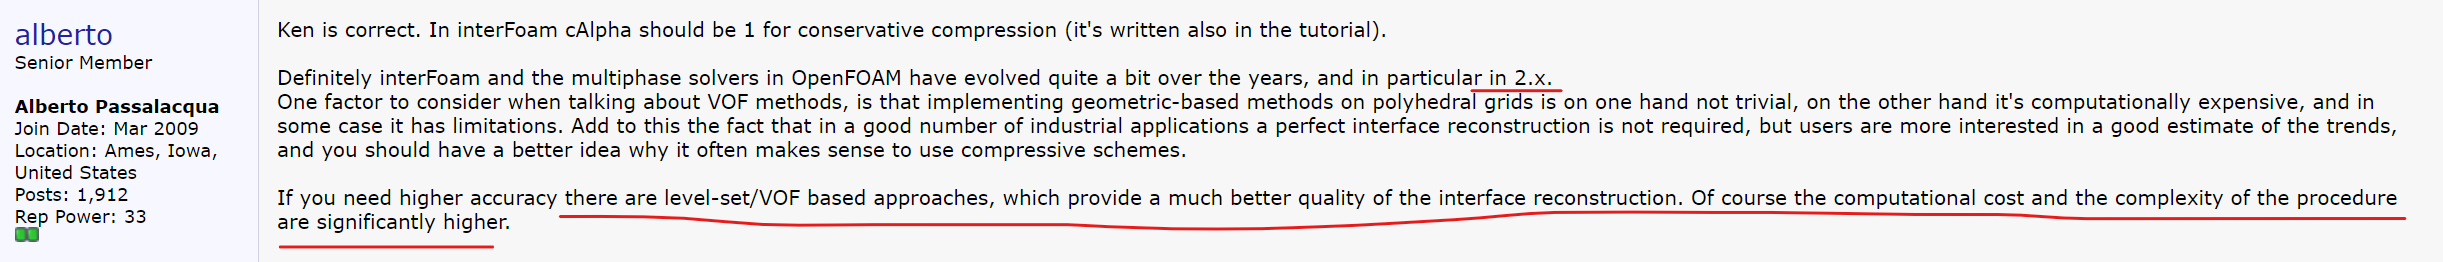 alberto
Senior Member
Alberto Passalacqua
Join Date: Mar 2009
Location: Ames, Iowa,
United States
Posts: 1,912
Rep Power: 33
Ken is correct. In interFoam cAlpha should be 1 for conservative compression (it's written also in the tutorial).
Definitely interFoam and the multiphase solvers in OpenFOAM have evolved quite a bit over the years, and in particular in 2.x.
One factor to consider when talking about VOF methods, is that implementing geometric-based methods on polyhedral grids is on one hand not trivial, on the other hand it's computationally expensive, and in
some case it has limitations. Add to this the fact that in a good number of industrial applications a perfect interface reconstruction is not required, but users are more interested in a good estimate of the trends,
and you should have a better idea why it often makes sense to use compressive schemes.
If you need higher accuracy there are level-set/VOF based approaches, which provide a much better quality of the interface reconstruction. Of course the computational cost and the complexity of the procedure
are significantly higher.